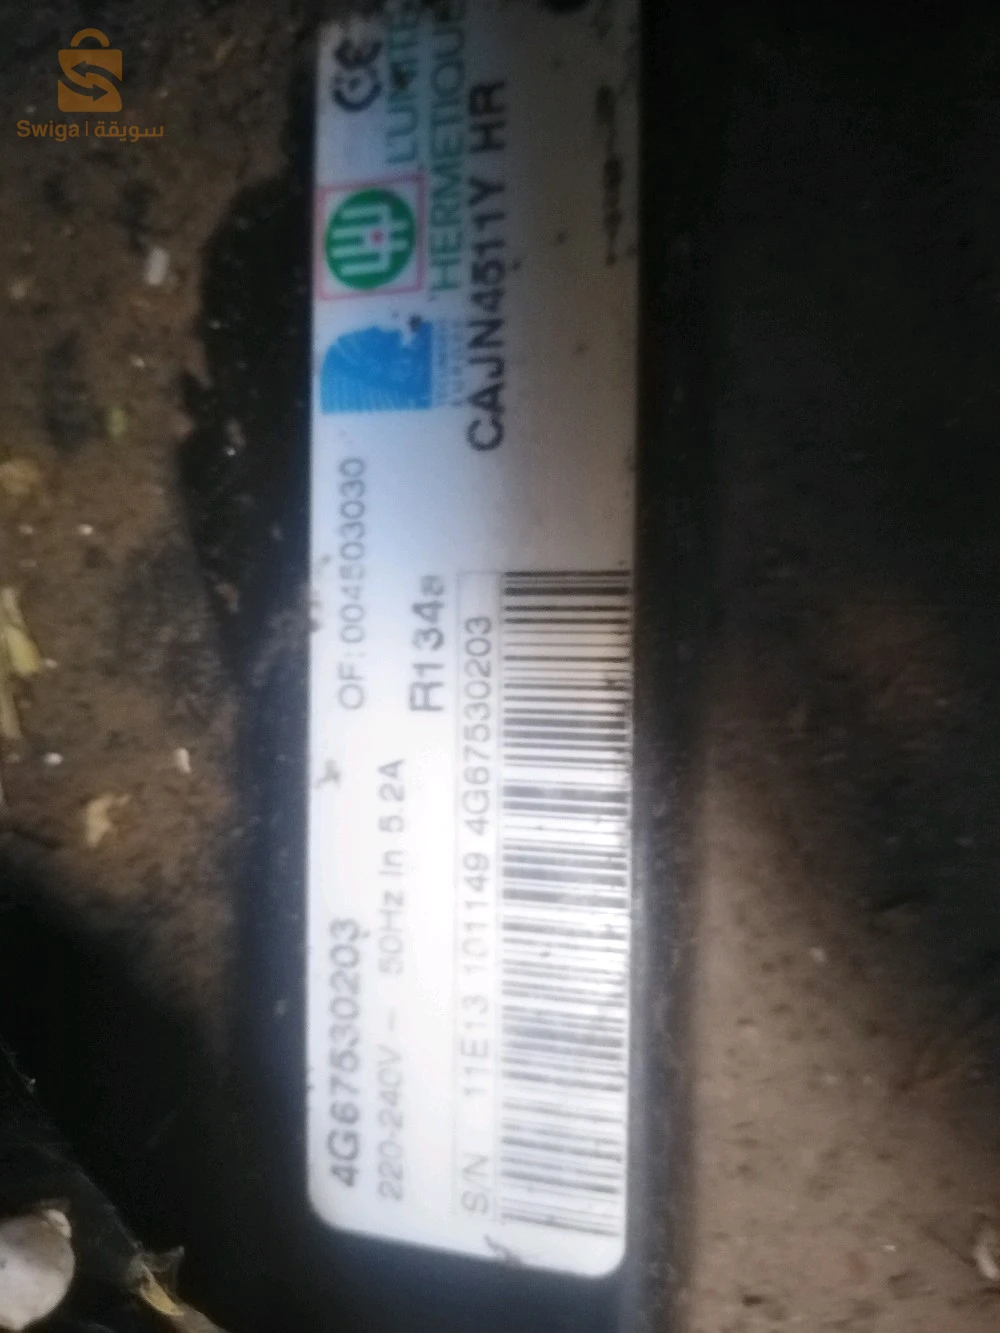 Swiga | سويقة
CE
L'UNITE
HERMETIQUE
CAJN4511Y HR
4G67530203
OF: 004503030
220-240V ~ 50Hz In 5.2A
R134a
S/N 11E13 101149 4G67530203